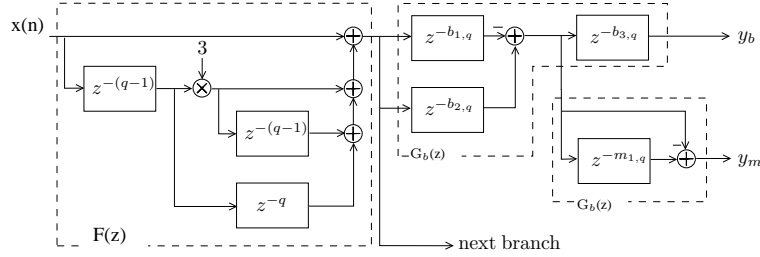 x(n)
3
z^{-(q-1)}
z^{-(q-1)}
z^{-q}
F(z)
z^{-b_{1,q}}
z^{-b_{2,q}}
G_b(z)
−
z^{-b_{3,q}}
y_b
z^{-m_{1,q}}
−
y_m
G_b(z)
next branch